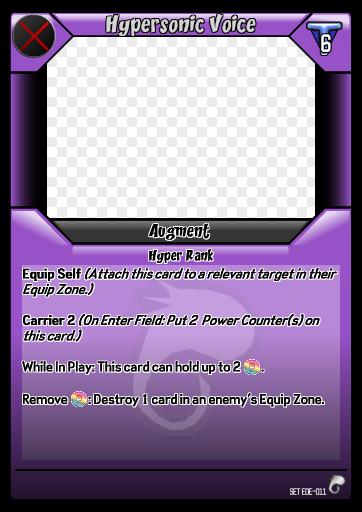 Hypersonic Voice
6
Augment
Hyper Rank
Equip Self (Attach this card to a relevant target in their
Equip Zone.)
Carrier 2 (On Enter Field: Put 2 Power Counter(s) on
this card.)
While In Play: This card can hold up to 2 P.
Remove P: Destroy 1 card in an enemy's Equip Zone.
SET EOE-011